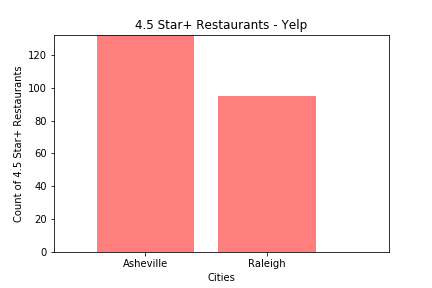 4.5 Star+ Restaurants - Yelp
120
100
80
60
40
20
0
Count of 4.5 Star+ Restaurants
Asheville Raleigh
Cities